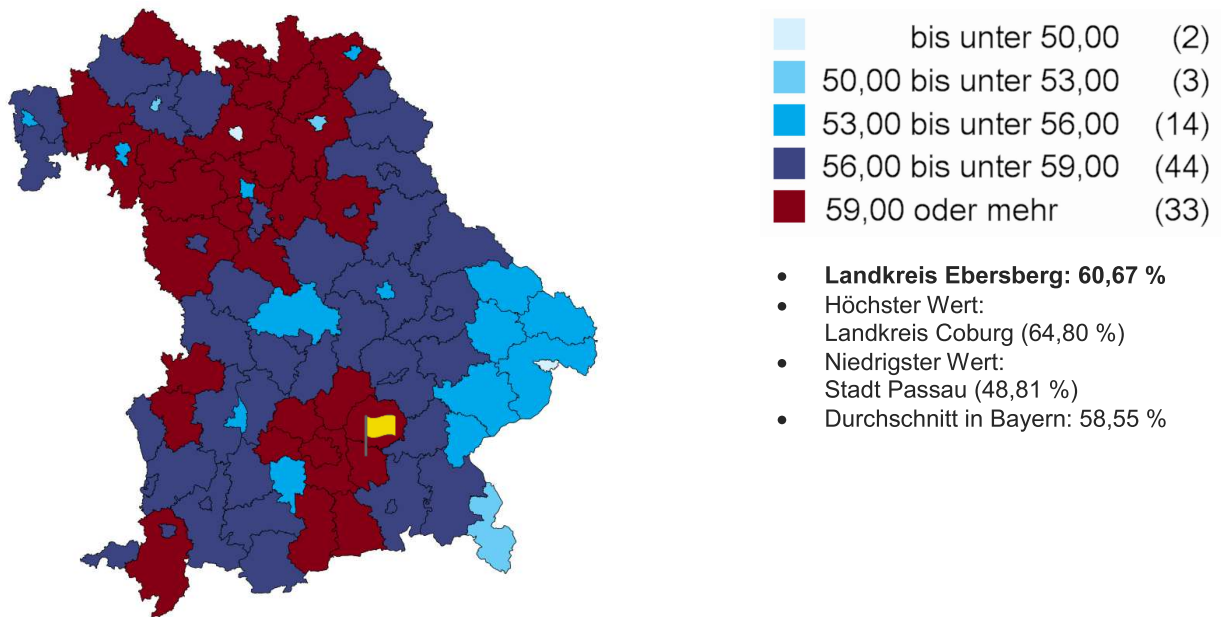 bis unter 50,00 (2)
50,00 bis unter 53,00 (3)
53,00 bis unter 56,00 (14)
56,00 bis unter 59,00 (44)
59,00 oder mehr (33)
• Landkreis Ebersberg: 60,67 %
• Höchster Wert:
Landkreis Coburg (64,80 %)
• Niedrigster Wert:
Stadt Passau (48,81 %)
• Durchschnitt in Bayern: 58,55 %